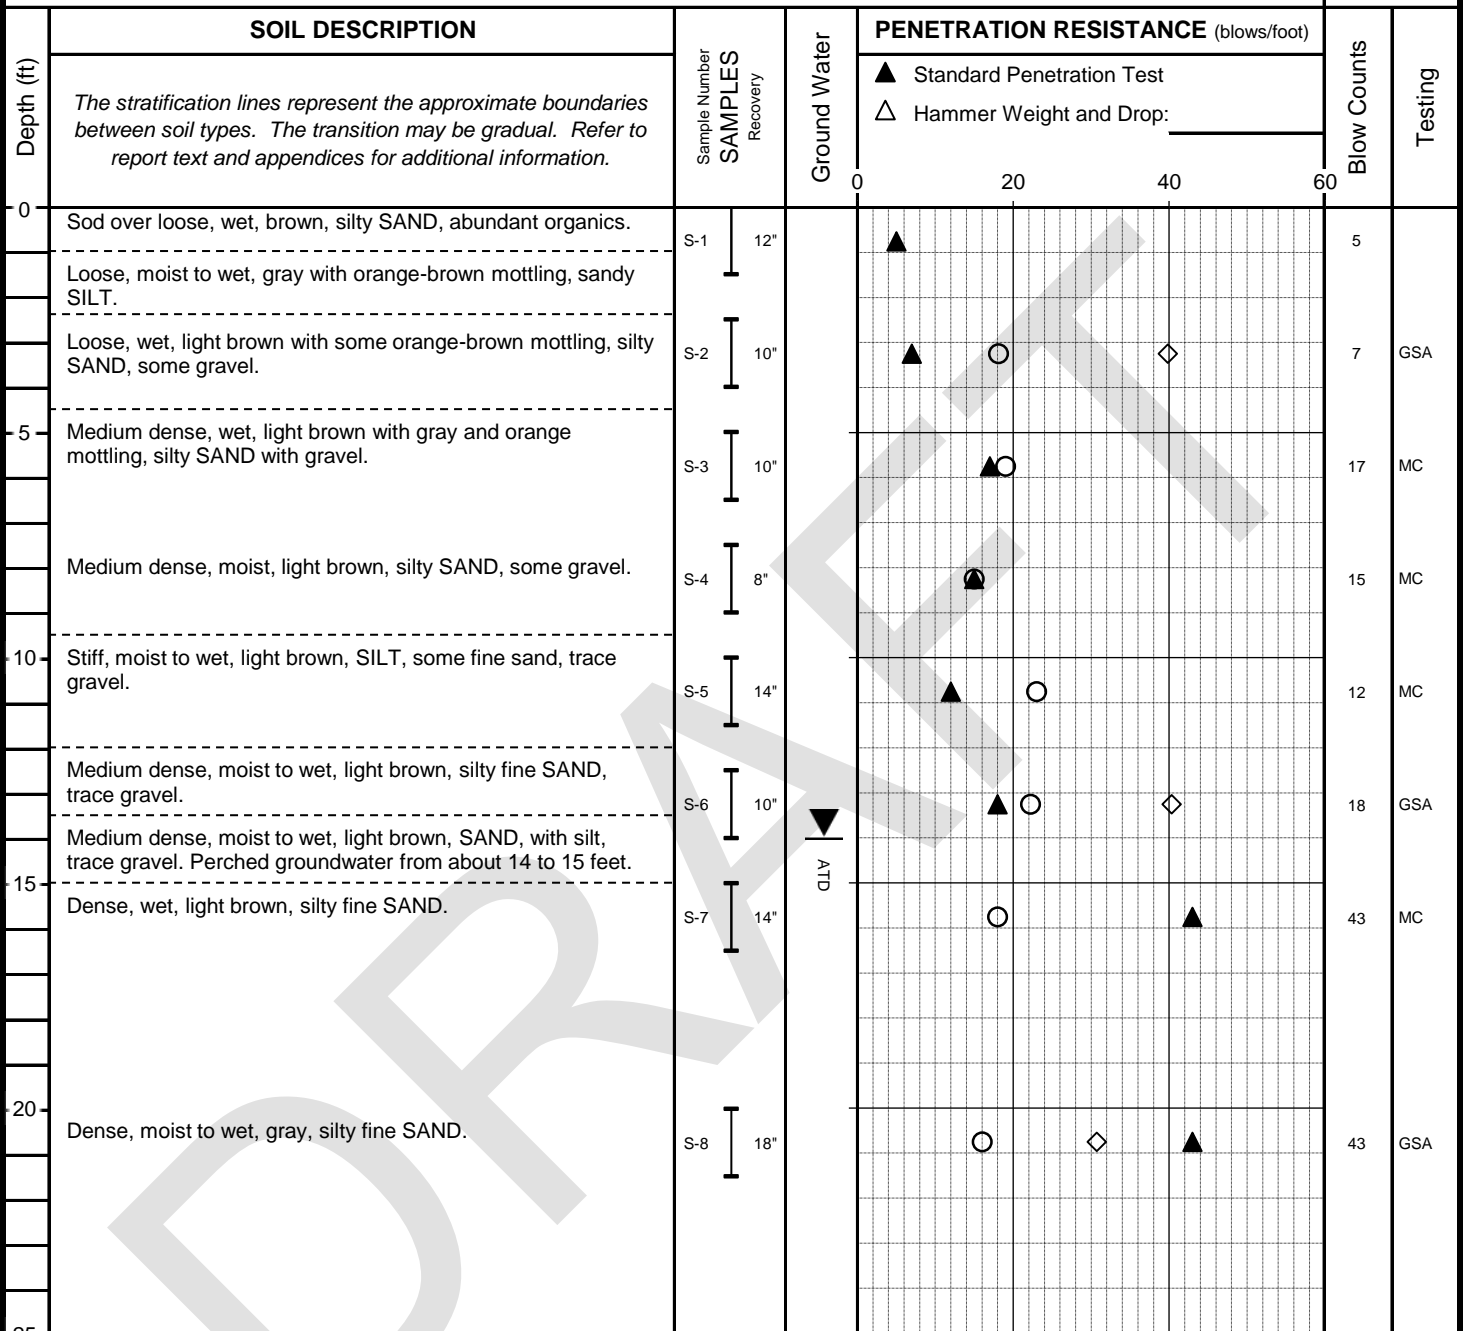 SOIL DESCRIPTION
The stratification lines represent the approximate boundaries
between soil types. The transition may be gradual. Refer to
report text and appendices for additional information.
Depth (ft)
Sample Number
SAMPLES
Recovery
Ground Water
PENETRATION RESISTANCE (blows/foot)
▲ Standard Penetration Test
△ Hammer Weight and Drop:
0 20 40 60
Blow Counts
Testing
0
Sod over loose, wet, brown, silty SAND, abundant organics.
S-1 12" 5
Loose, moist to wet, gray with orange-brown mottling, sandy
SILT.
Loose, wet, light brown with some orange-brown mottling, silty
SAND, some gravel.
S-2 10" 7 GSA
5
Medium dense, wet, light brown with gray and orange
mottling, silty SAND with gravel.
S-3 10" 17 MC
Medium dense, moist, light brown, silty SAND, some gravel.
S-4 8" 15 MC
10
Stiff, moist to wet, light brown, SILT, some fine sand, trace
gravel.
S-5 14" 12 MC
Medium dense, moist to wet, light brown, silty fine SAND,
trace gravel.
S-6 10" 18 GSA
Medium dense, moist to wet, light brown, SAND, with silt,
trace gravel. Perched groundwater from about 14 to 15 feet.
ATD
15
Dense, wet, light brown, silty fine SAND.
S-7 14" 43 MC
20
Dense, moist to wet, gray, silty fine SAND.
S-8 18" 43 GSA
25
DRAFT